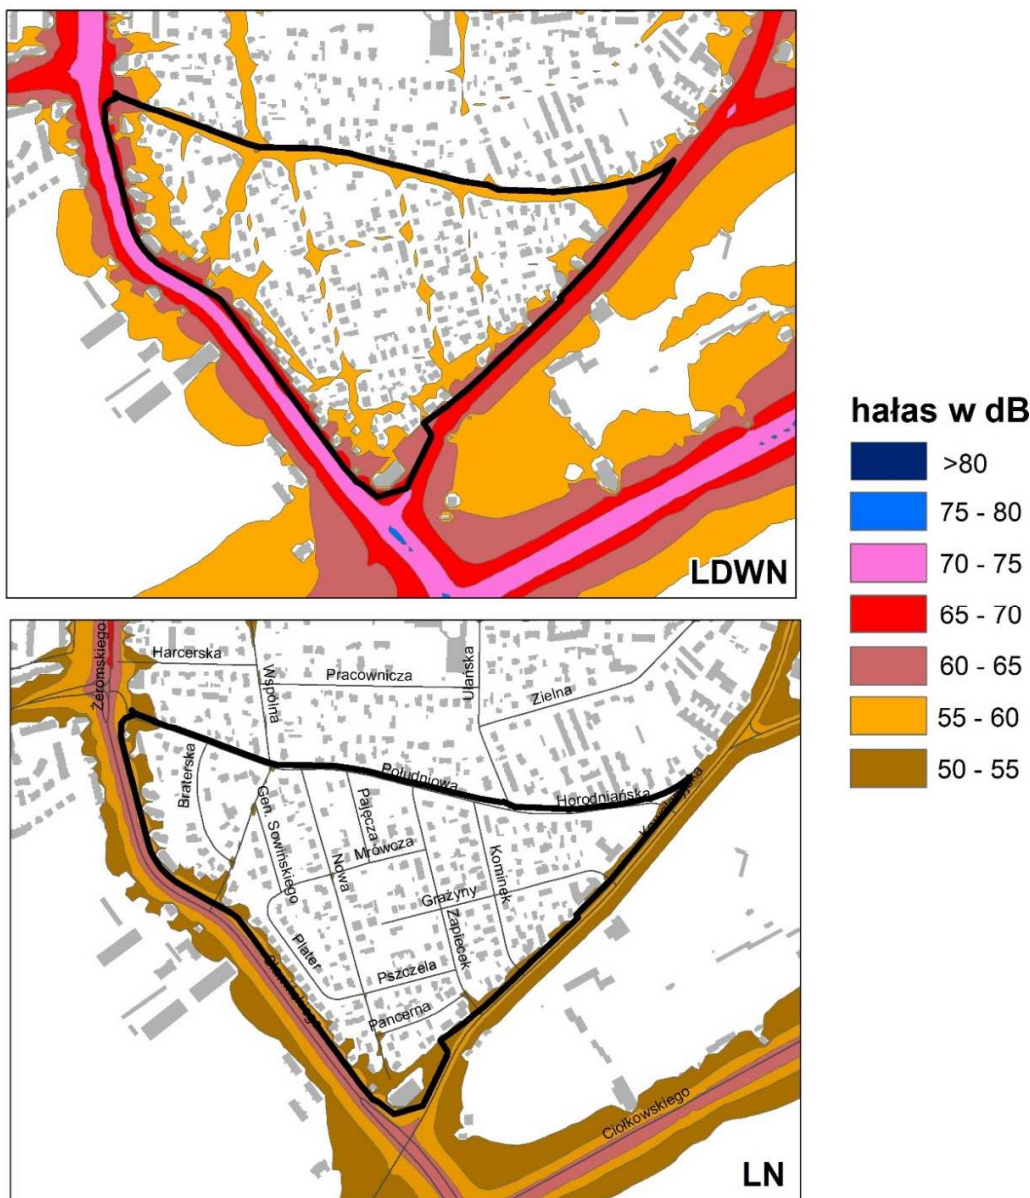 LDWN
hałas w dB
>80
75 - 80
70 - 75
65 - 70
60 - 65
55 - 60
50 - 55
Żeromskiego
Harcerska
Wspólna
Pracownicza
Ułańska
Zielna
Braterska
Południowa
Horodniańska
Gen. Sowińskiego
Pajęcza
Nowa
Mrówcza
Kominek
Grażyny
Zapiecek
Plater
Pszczela
Pancerna
Ciołkowskiego
LN